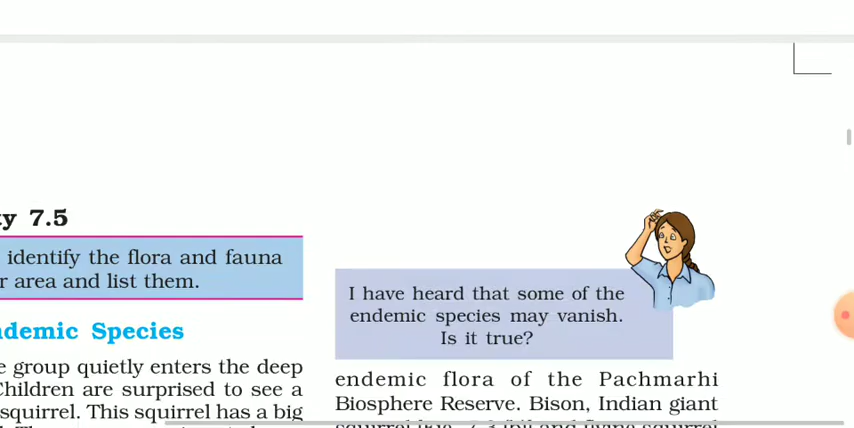 7.5
identify the flora and fauna
area and list them.
Species
group quietly enters the deep
Children are surprised to see a
squirrel. This squirrel has a big
I have heard that some of the
endemic species may vanish.
Is it true?
endemic flora of the Pachmarhi
Biosphere Reserve. Bison, Indian giant